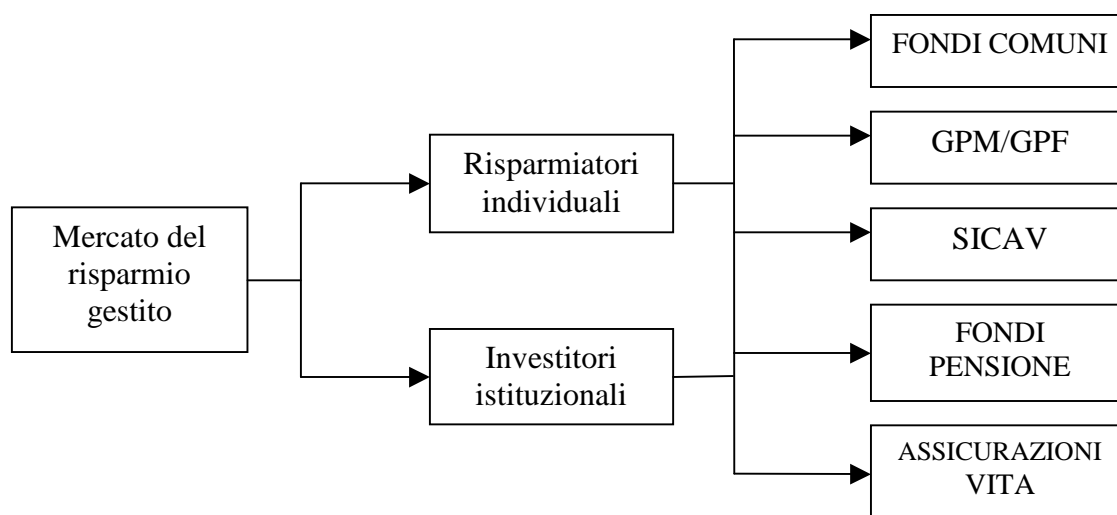 Mercato del
risparmio
gestito
Risparmiatori
individuali
Investitori
istituzionali
FONDI COMUNI
GPM/GPF
SICAV
FONDI
PENSIONE
ASSICURAZIONI
VITA